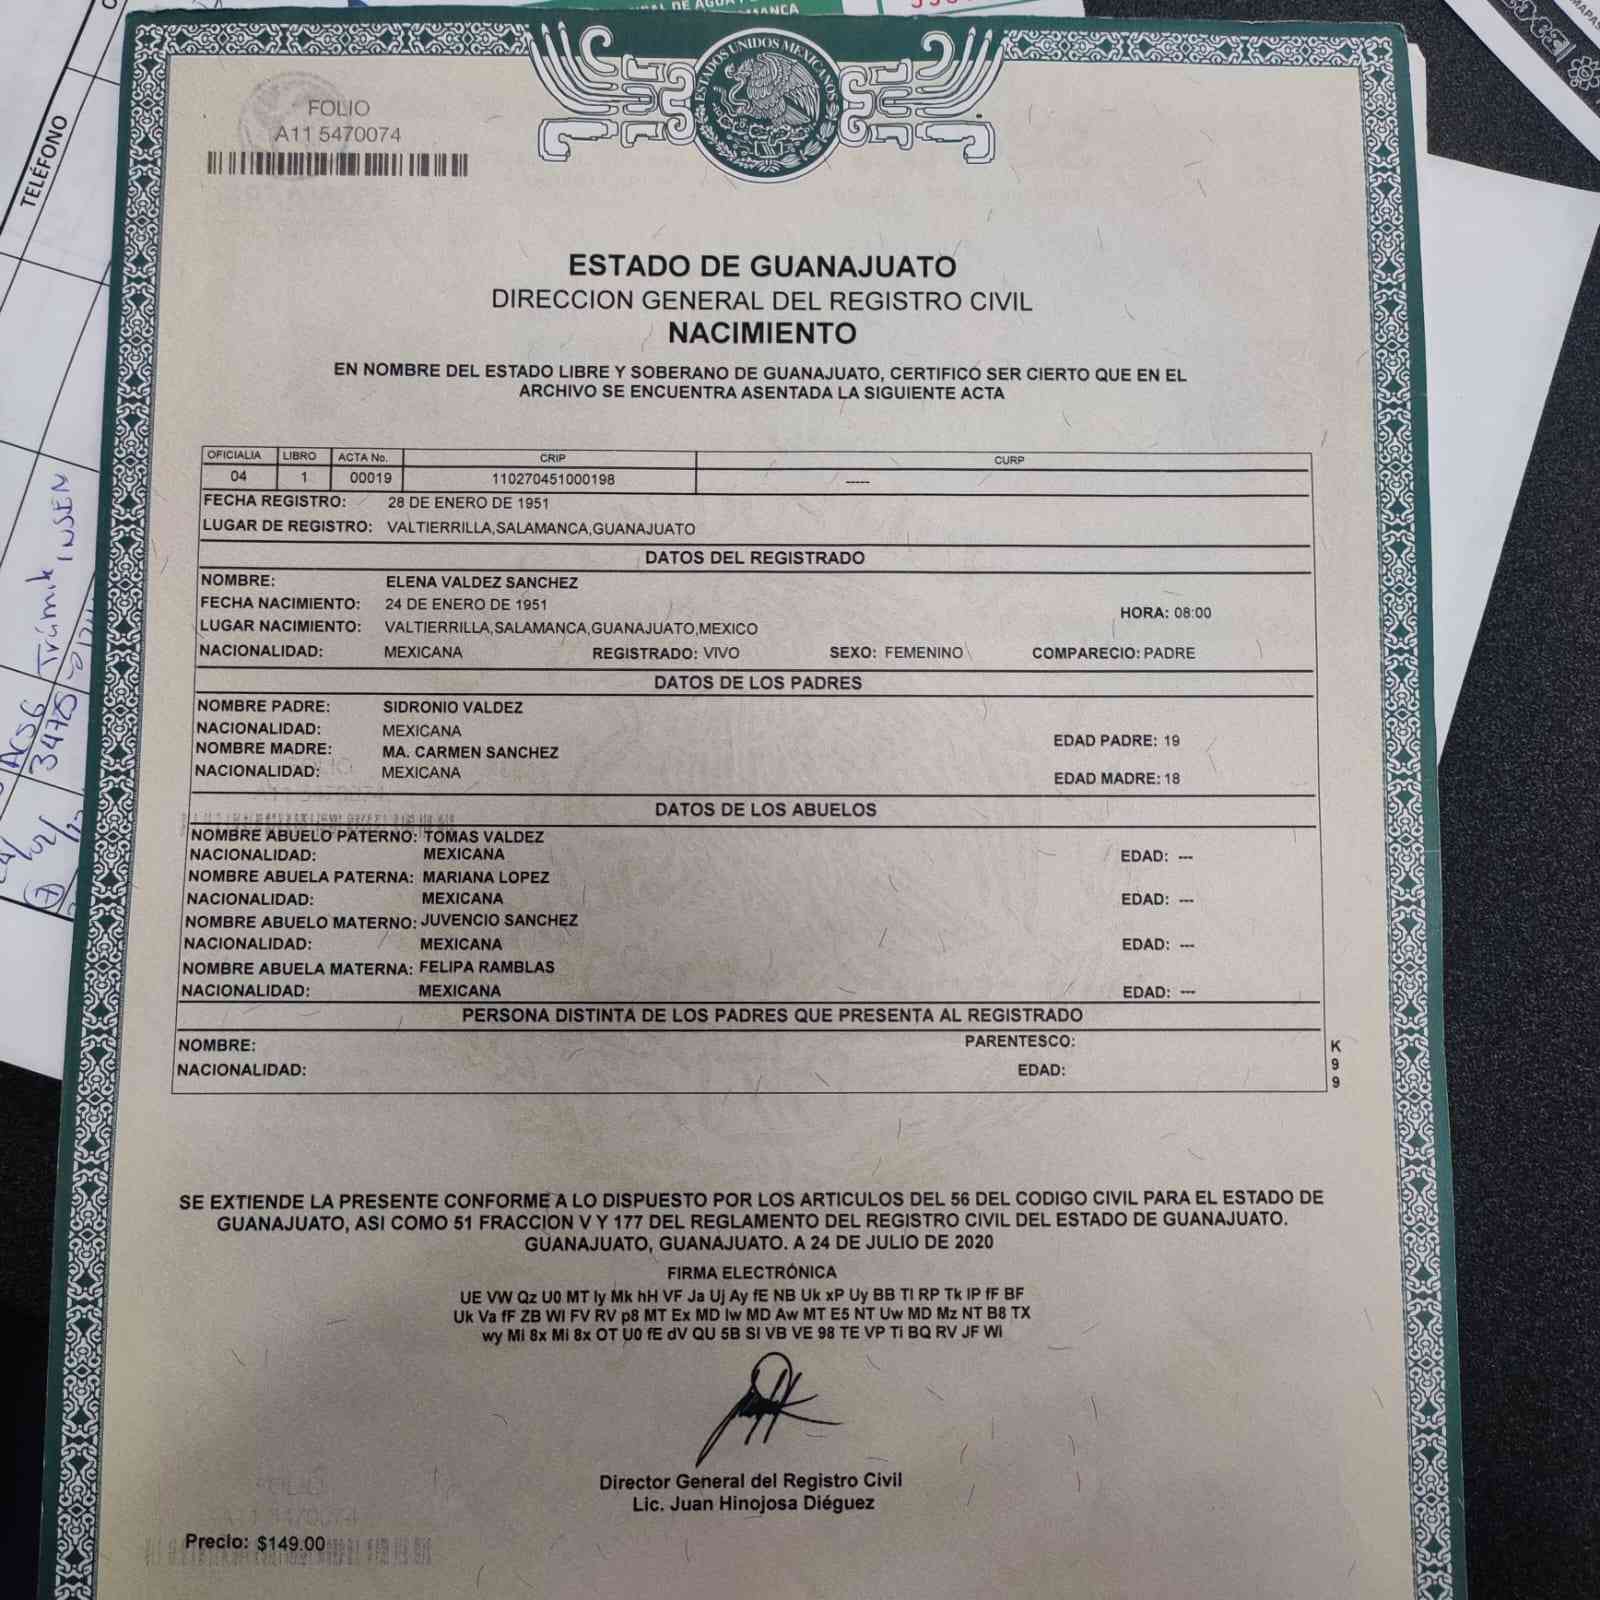 TELÉFONO
ESTADOS UNIDOS MEXICANOS
FOLIO
A11 5470074
ESTADO DE GUANAJUATO
DIRECCION GENERAL DEL REGISTRO CIVIL
NACIMIENTO
EN NOMBRE DEL ESTADO LIBRE Y SOBERANO DE GUANAJUATO, CERTIFICO SER CIERTO QUE EN EL
ARCHIVO SE ENCUENTRA ASENTADA LA SIGUIENTE ACTA
OFICIALIA LIBRO ACTA No. CRIP CURP
04 1 00019 110270451000198 -----
FECHA REGISTRO: 28 DE ENERO DE 1951
LUGAR DE REGISTRO: VALTIERRILLA,SALAMANCA,GUANAJUATO
DATOS DEL REGISTRADO
NOMBRE: ELENA VALDEZ SANCHEZ
FECHA NACIMIENTO: 24 DE ENERO DE 1951 HORA: 08:00
LUGAR NACIMIENTO: VALTIERRILLA,SALAMANCA,GUANAJUATO,MEXICO
NACIONALIDAD: MEXICANA REGISTRADO: VIVO SEXO: FEMENINO COMPARECIO: PADRE
DATOS DE LOS PADRES
NOMBRE PADRE: SIDRONIO VALDEZ
NACIONALIDAD: MEXICANA EDAD PADRE: 19
NOMBRE MADRE: MA. CARMEN SANCHEZ
NACIONALIDAD: MEXICANA EDAD MADRE: 18
DATOS DE LOS ABUELOS
NOMBRE ABUELO PATERNO: TOMAS VALDEZ
NACIONALIDAD: MEXICANA EDAD: ---
NOMBRE ABUELA PATERNA: MARIANA LOPEZ
NACIONALIDAD: MEXICANA EDAD: ---
NOMBRE ABUELO MATERNO: JUVENCIO SANCHEZ
NACIONALIDAD: MEXICANA EDAD: ---
NOMBRE ABUELA MATERNA: FELIPA RAMBLAS
NACIONALIDAD: MEXICANA EDAD: ---
PERSONA DISTINTA DE LOS PADRES QUE PRESENTA AL REGISTRADO
NOMBRE: PARENTESCO:
NACIONALIDAD: EDAD:
K
9
9
SE EXTIENDE LA PRESENTE CONFORME A LO DISPUESTO POR LOS ARTICULOS DEL 56 DEL CODIGO CIVIL PARA EL ESTADO DE
GUANAJUATO, ASI COMO 51 FRACCION V Y 177 DEL REGLAMENTO DEL REGISTRO CIVIL DEL ESTADO DE GUANAJUATO.
GUANAJUATO, GUANAJUATO. A 24 DE JULIO DE 2020
FIRMA ELECTRÓNICA
UE VW Qz U0 MT Iy Mk hH VF Ja Uj Ay fE NB Uk xP Uy BB TI RP Tk IP fF BF
Uk Va fF ZB WI FV RV p8 MT Ex MD Iw MD Aw MT E5 NT Uw MD Mz NT B8 TX
wy Mi 8x Mi 8x OT U0 fE dV QU 5B SI VB VE 98 TE VP Ti BQ RV JF WI
Director General del Registro Civil
Lic. Juan Hinojosa Diéguez
Precio: $149.00
Trámite INSEN